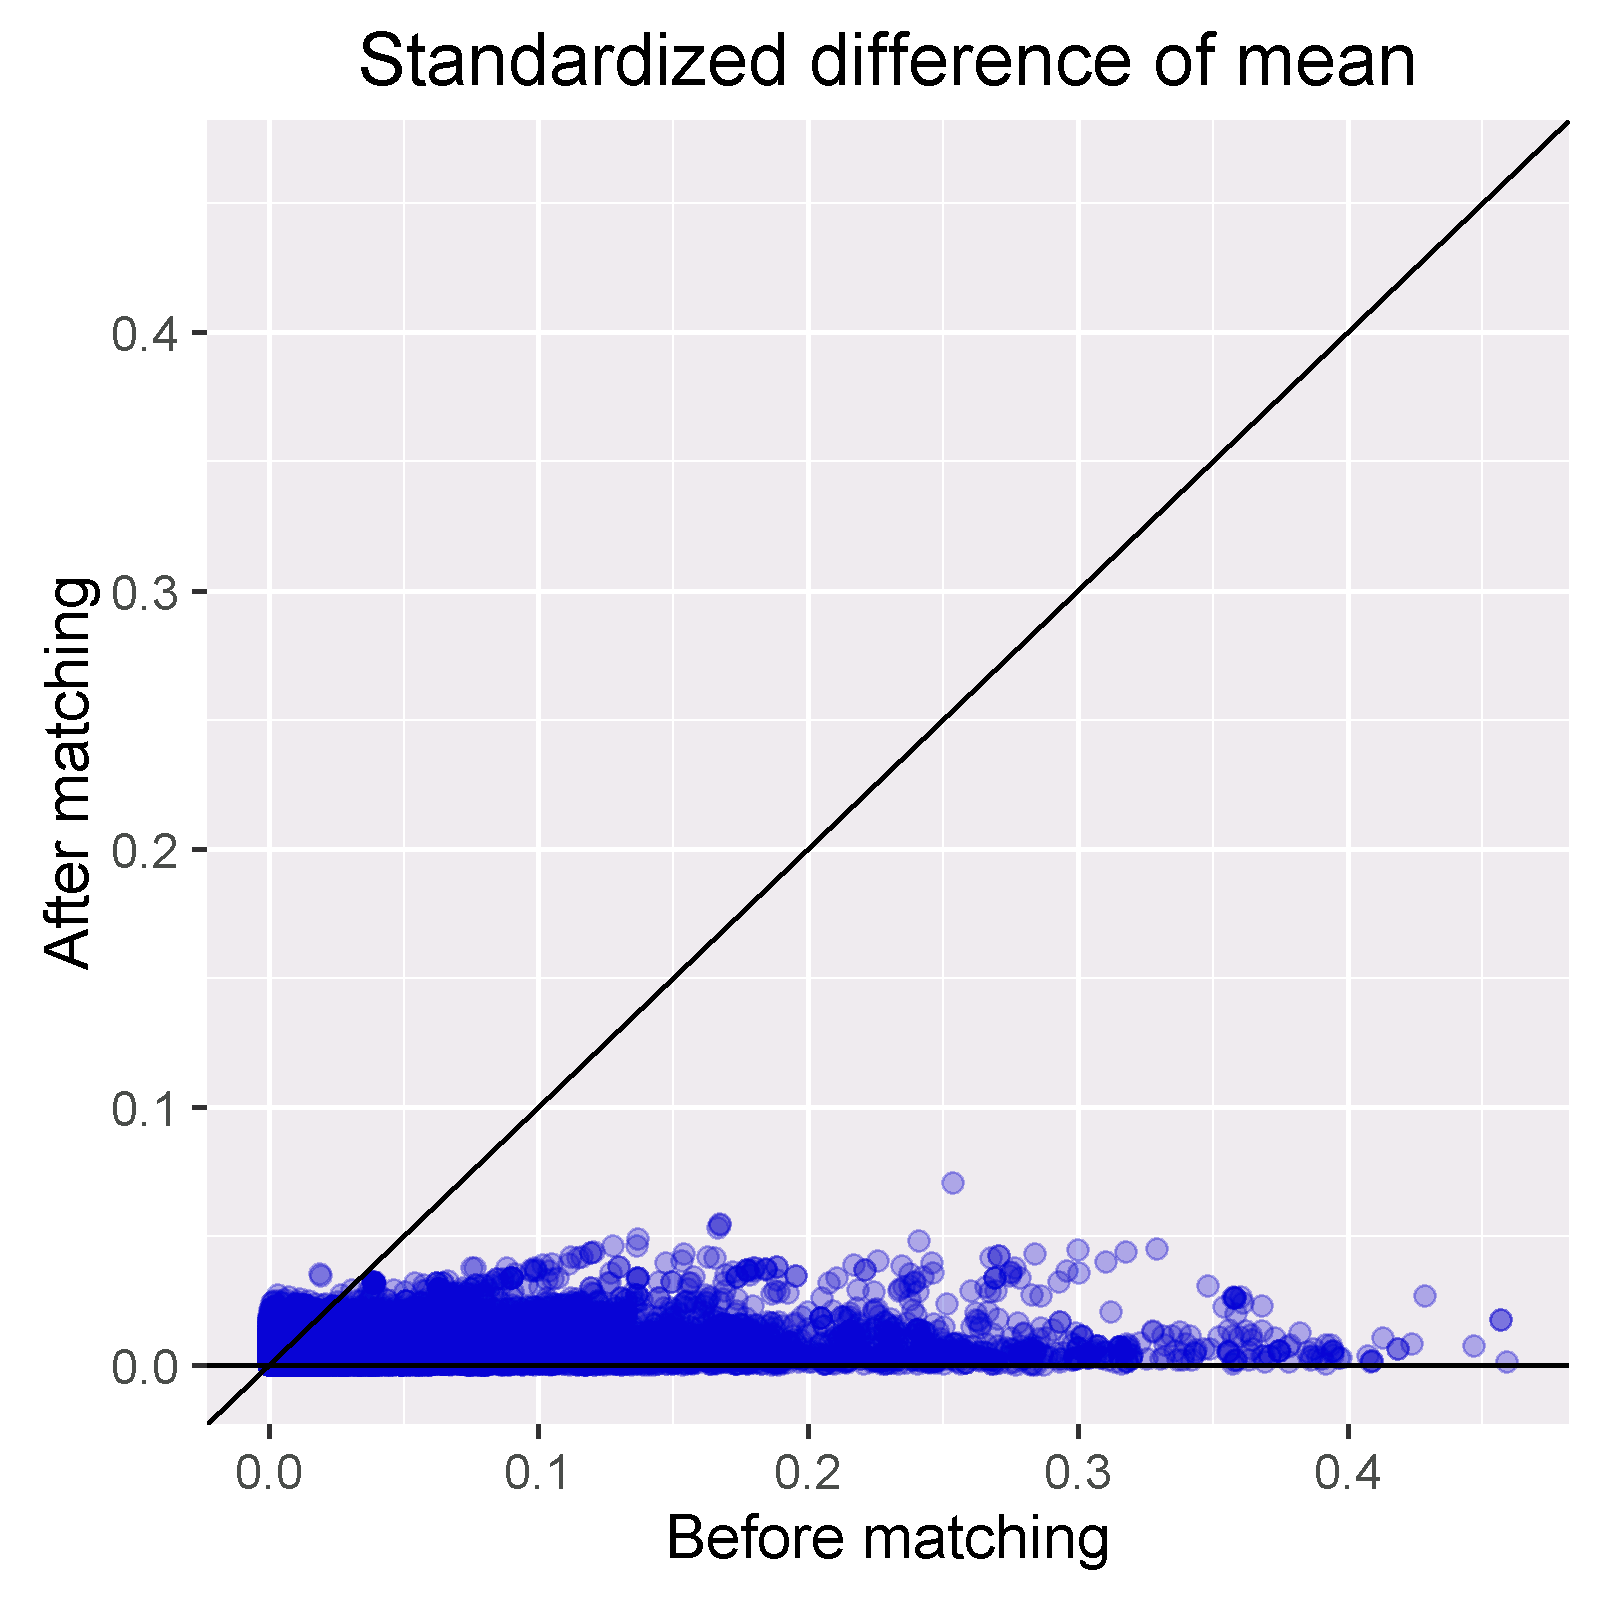 Standardized difference of mean
After matching
0.4
0.3
0.2
0.1
0.0
0.0 0.1 0.2 0.3 0.4
Before matching